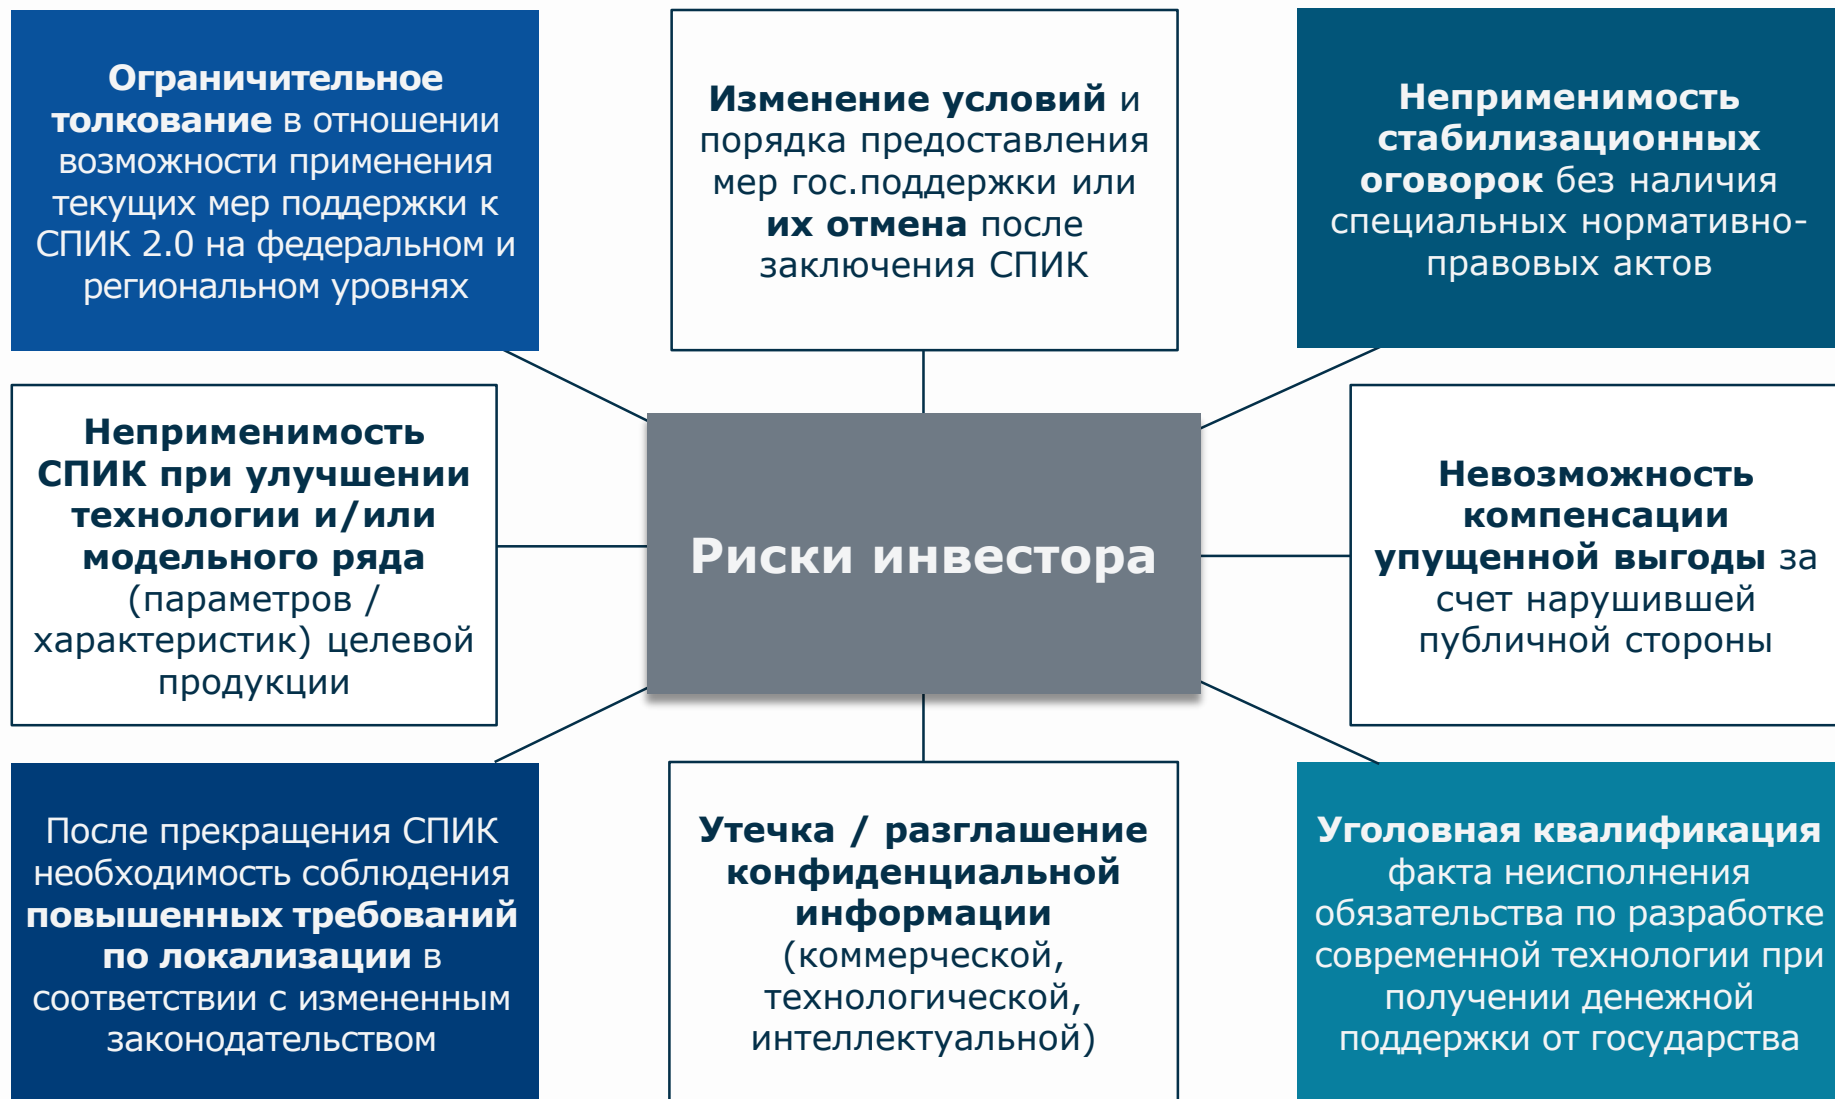 Ограничительное
толкование в отношении
возможности применения
текущих мер поддержки к
СПИК 2.0 на федеральном и
региональном уровнях
Изменение условий и
порядка предоставления
мер гос.поддержки или
их отмена после
заключения СПИК
Неприменимость
стабилизационных
оговорок без наличия
специальных нормативно-
правовых актов
Неприменимость
СПИК при улучшении
технологии и/или
модельного ряда
(параметров /
характеристик) целевой
продукции
Риски инвестора
Невозможность
компенсации
упущенной выгоды за
счет нарушившей
публичной стороны
После прекращения СПИК
необходимость соблюдения
повышенных требований
по локализации в
соответствии с измененным
законодательством
Утечка / разглашение
конфиденциальной
информации
(коммерческой,
технологической,
интеллектуальной)
Уголовная квалификация
факта неисполнения
обязательства по разработке
современной технологии при
получении денежной
поддержки от государства